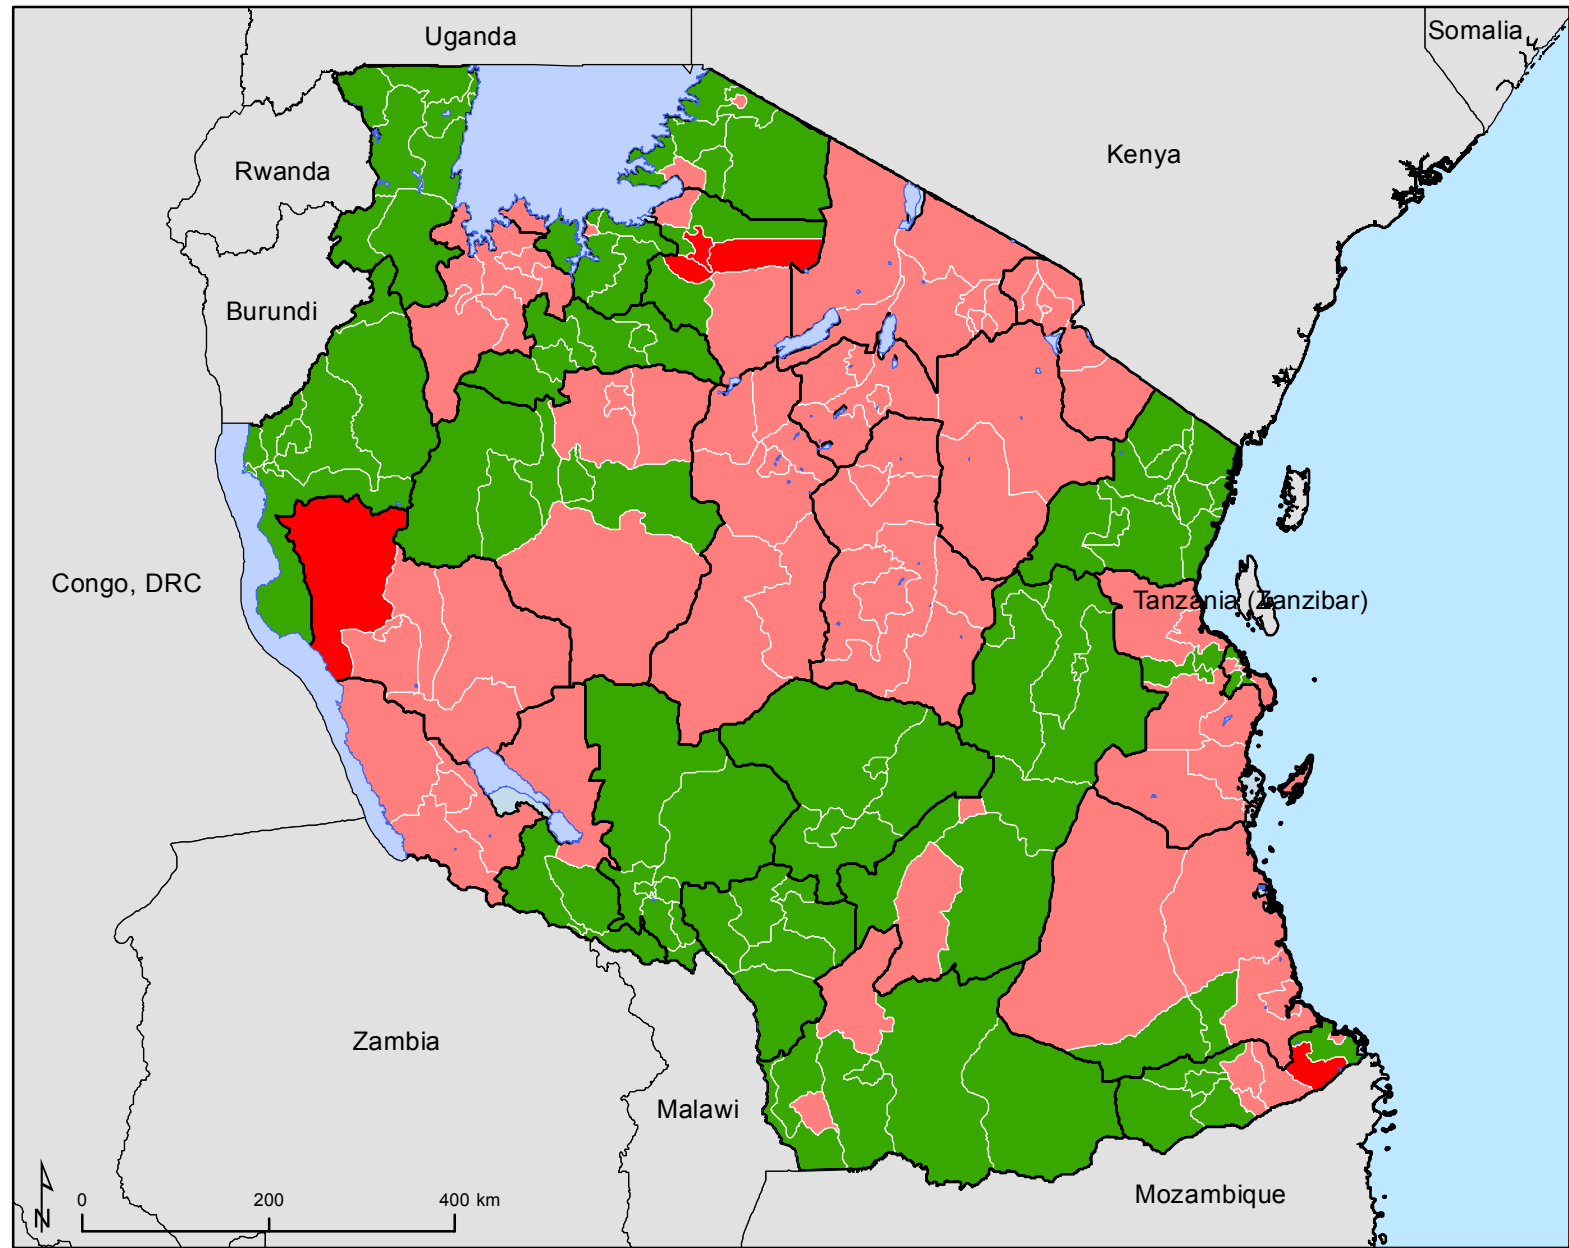 Uganda
Somalia
Rwanda
Kenya
Burundi
Congo, DRC
Tanzania (Zanzibar)
Zambia
Malawi
Mozambique
N
0 200 400 km